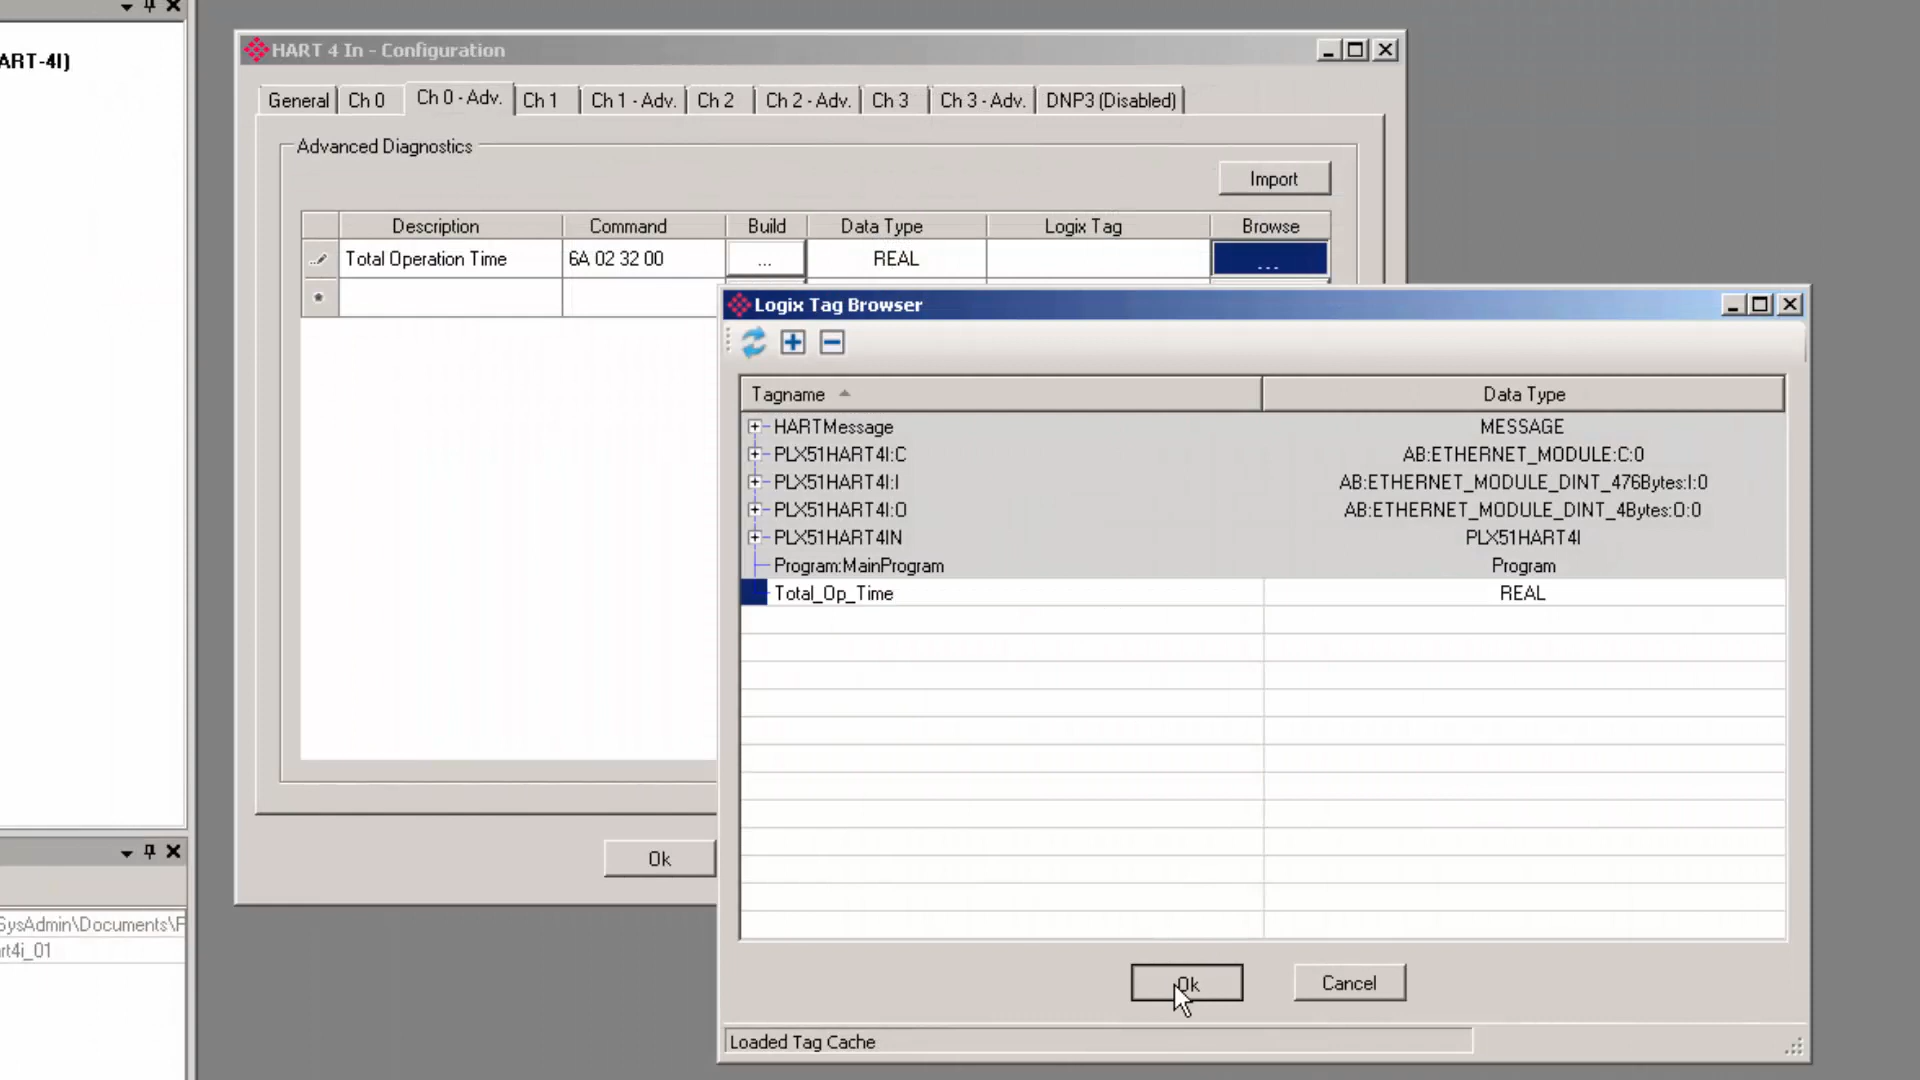 ART-4I)
HART 4 In - Configuration
General Ch 0 Ch 0 - Adv. Ch 1 Ch 1 - Adv. Ch 2 Ch 2 - Adv. Ch 3 Ch 3 - Adv. DNP3 (Disabled)
Advanced Diagnostics
Import
Description Command Build Data Type Logix Tag Browse
Total Operation Time 6A 02 32 00 ... REAL ...
Logix Tag Browser
Tagname Data Type
HARTMessage MESSAGE
PLX51HART4I:C AB:ETHERNET_MODULE:C:0
PLX51HART4I:I AB:ETHERNET_MODULE_DINT_476Bytes:I:0
PLX51HART4I:O AB:ETHERNET_MODULE_DINT_4Bytes:O:0
PLX51HART4IN PLX51HART4I
Program:MainProgram Program
Total_Op_Time REAL
Ok
SysAdmin\Documents\F
rt4i_01
Ok Cancel
Loaded Tag Cache